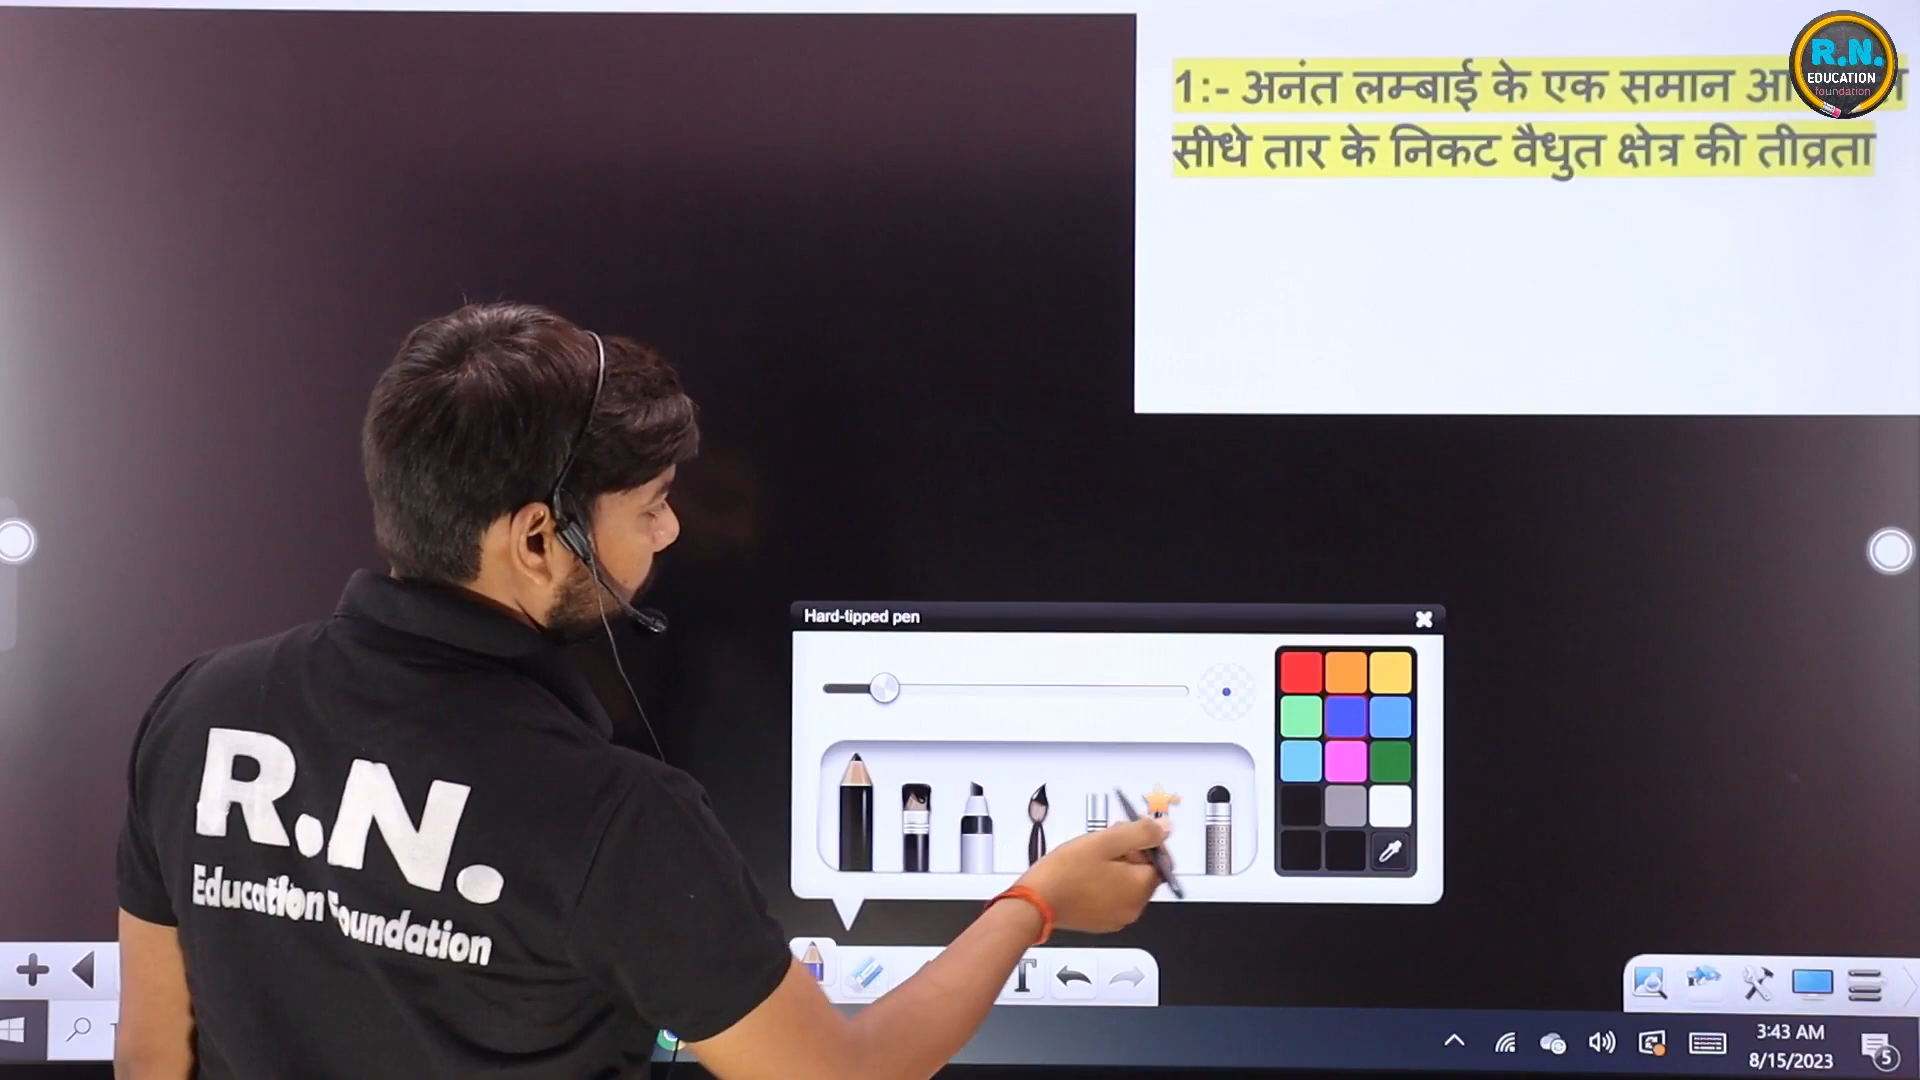 R.N.
EDUCATION
foundation
1:- अनंत लम्बाई के एक समान
सीधे तार के निकट वैधुत क्षेत्र की तीव्रता
Hard-tipped pen
R.N.
Education Foundation
T
3:43 AM
8/15/2023
5